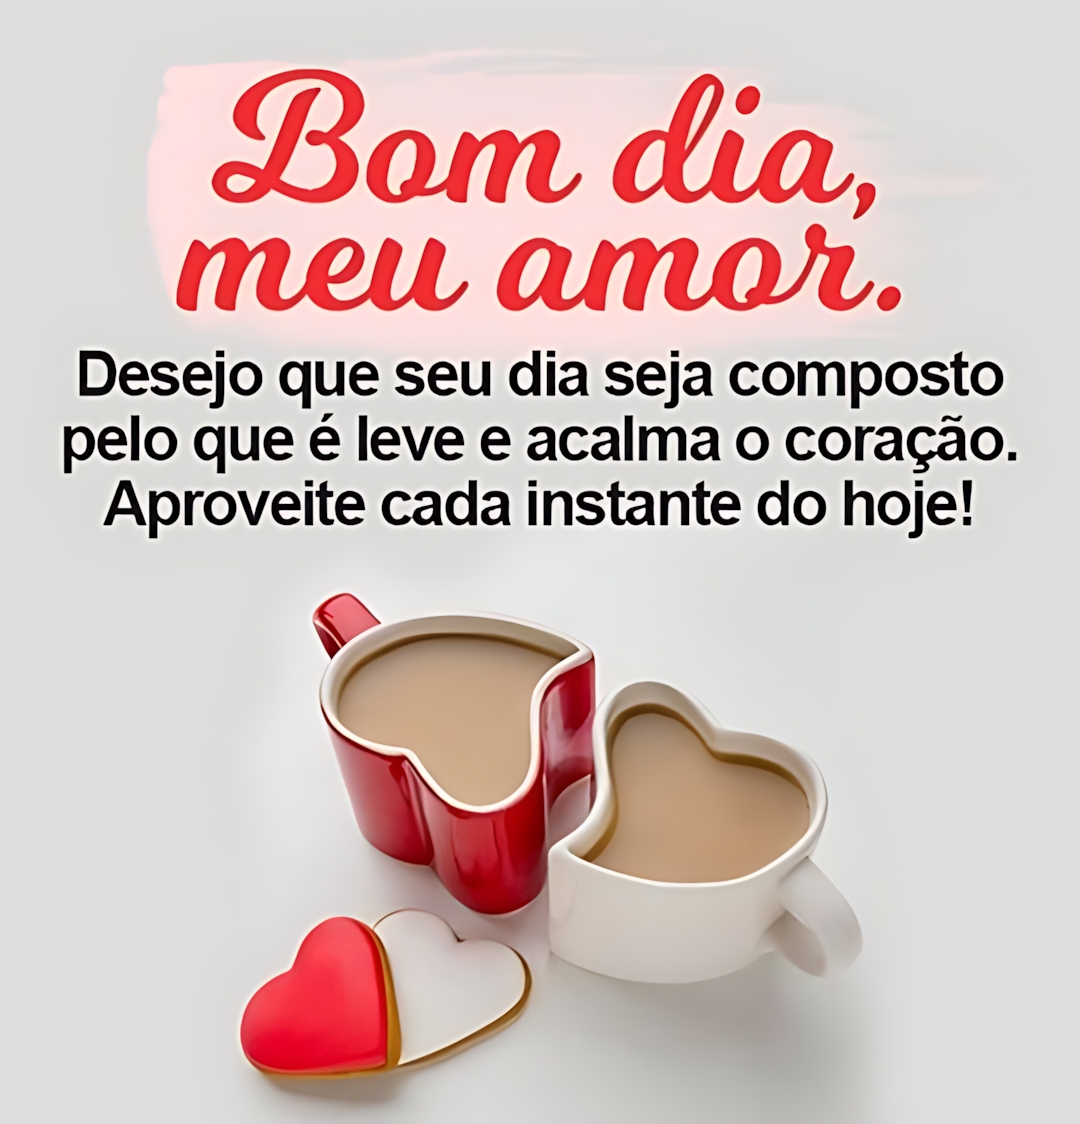 Bom dia,
meu amor.
Desejo que seu dia seja composto
pelo que é leve e acalma o coração.
Aproveite cada instante do hoje!